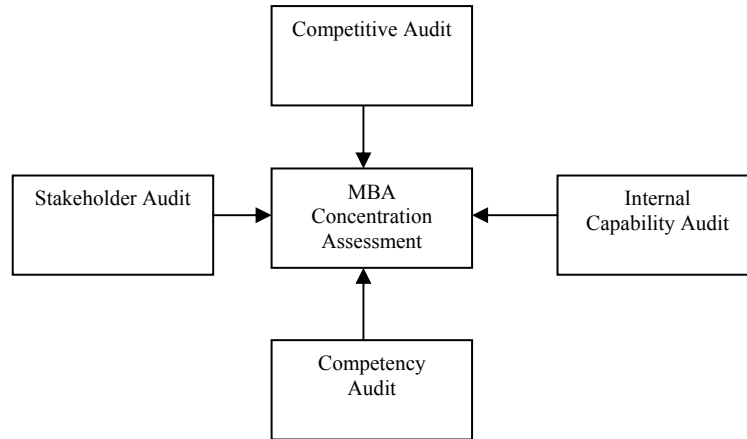 Competitive Audit
Stakeholder Audit
MBA
Concentration
Assessment
Internal
Capability Audit
Competency
Audit